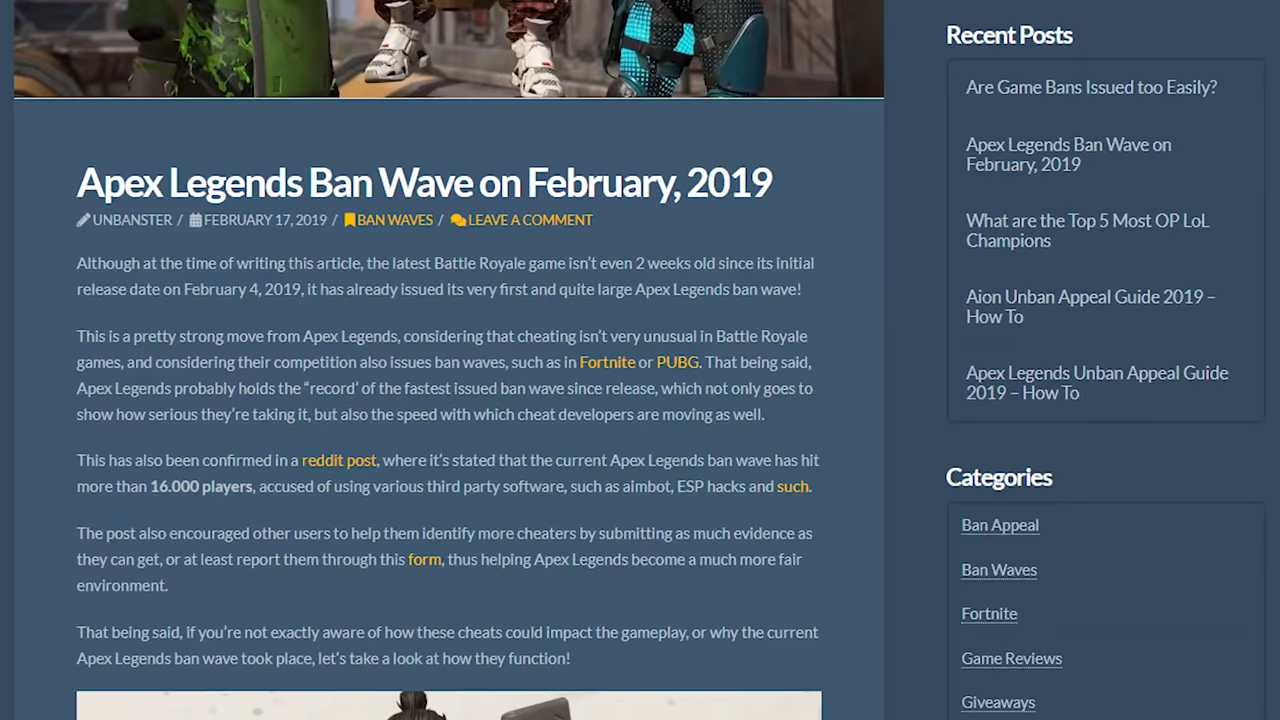 Apex Legends Ban Wave on February, 2019
UNBANSTER / FEBRUARY 17, 2019 / BAN WAVES / LEAVE A COMMENT
Although at the time of writing this article, the latest Battle Royale game isn't even 2 weeks old since its initial
release date on February 4, 2019, it has already issued its very first and quite large Apex Legends ban wave!
This is a pretty strong move from Apex Legends, considering that cheating isn't very unusual in Battle Royale
games, and considering their competition also issues ban waves, such as in Fortnite or PUBG. That being said,
Apex Legends probably holds the “record’ of the fastest issued ban wave since release, which not only goes to
show how serious they're taking it, but also the speed with which cheat developers are moving as well.
This has also been confirmed in a reddit post, where it's stated that the current Apex Legends ban wave has hit
more than 16.000 players, accused of using various third party software, such as aimbot, ESP hacks and such.
The post also encouraged other users to help them identify more cheaters by submitting as much evidence as
they can get, or at least report them through this form, thus helping Apex Legends become a much more fair
environment.
That being said, if you're not exactly aware of how these cheats could impact the gameplay, or why the current
Apex Legends ban wave took place, let's take a look at how they function!
Recent Posts
Are Game Bans Issued too Easily?
Apex Legends Ban Wave on
February, 2019
What are the Top 5 Most OP LoL
Champions
Aion Unban Appeal Guide 2019 –
How To
Apex Legends Unban Appeal Guide
2019 – How To
Categories
Ban Appeal
Ban Waves
Fortnite
Game Reviews
Giveaways